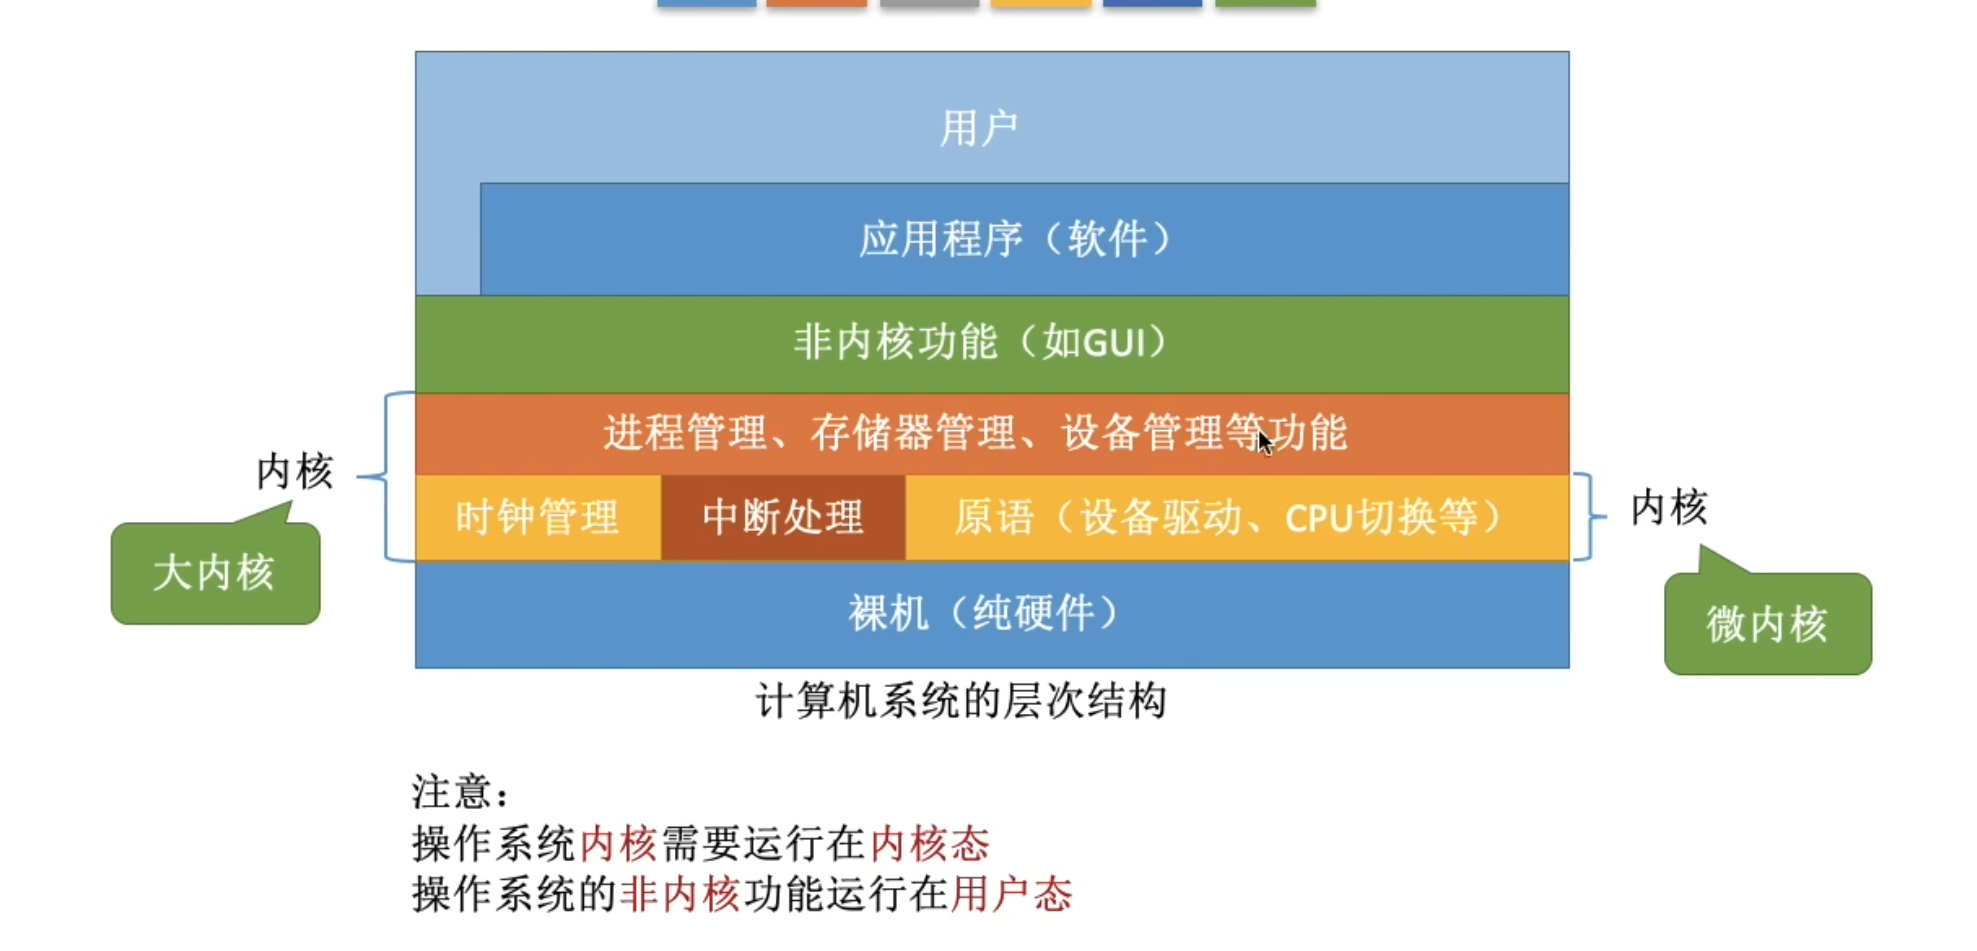 用户
应用程序（软件）
非内核功能（如GUI）
进程管理、存储器管理、设备管理等功能
内核
大内核
时钟管理
中断处理
原语（设备驱动、CPU切换等）
内核
微内核
裸机（纯硬件）
计算机系统的层次结构
注意：
操作系统内核需要运行在内核态
操作系统的非内核功能运行在用户态